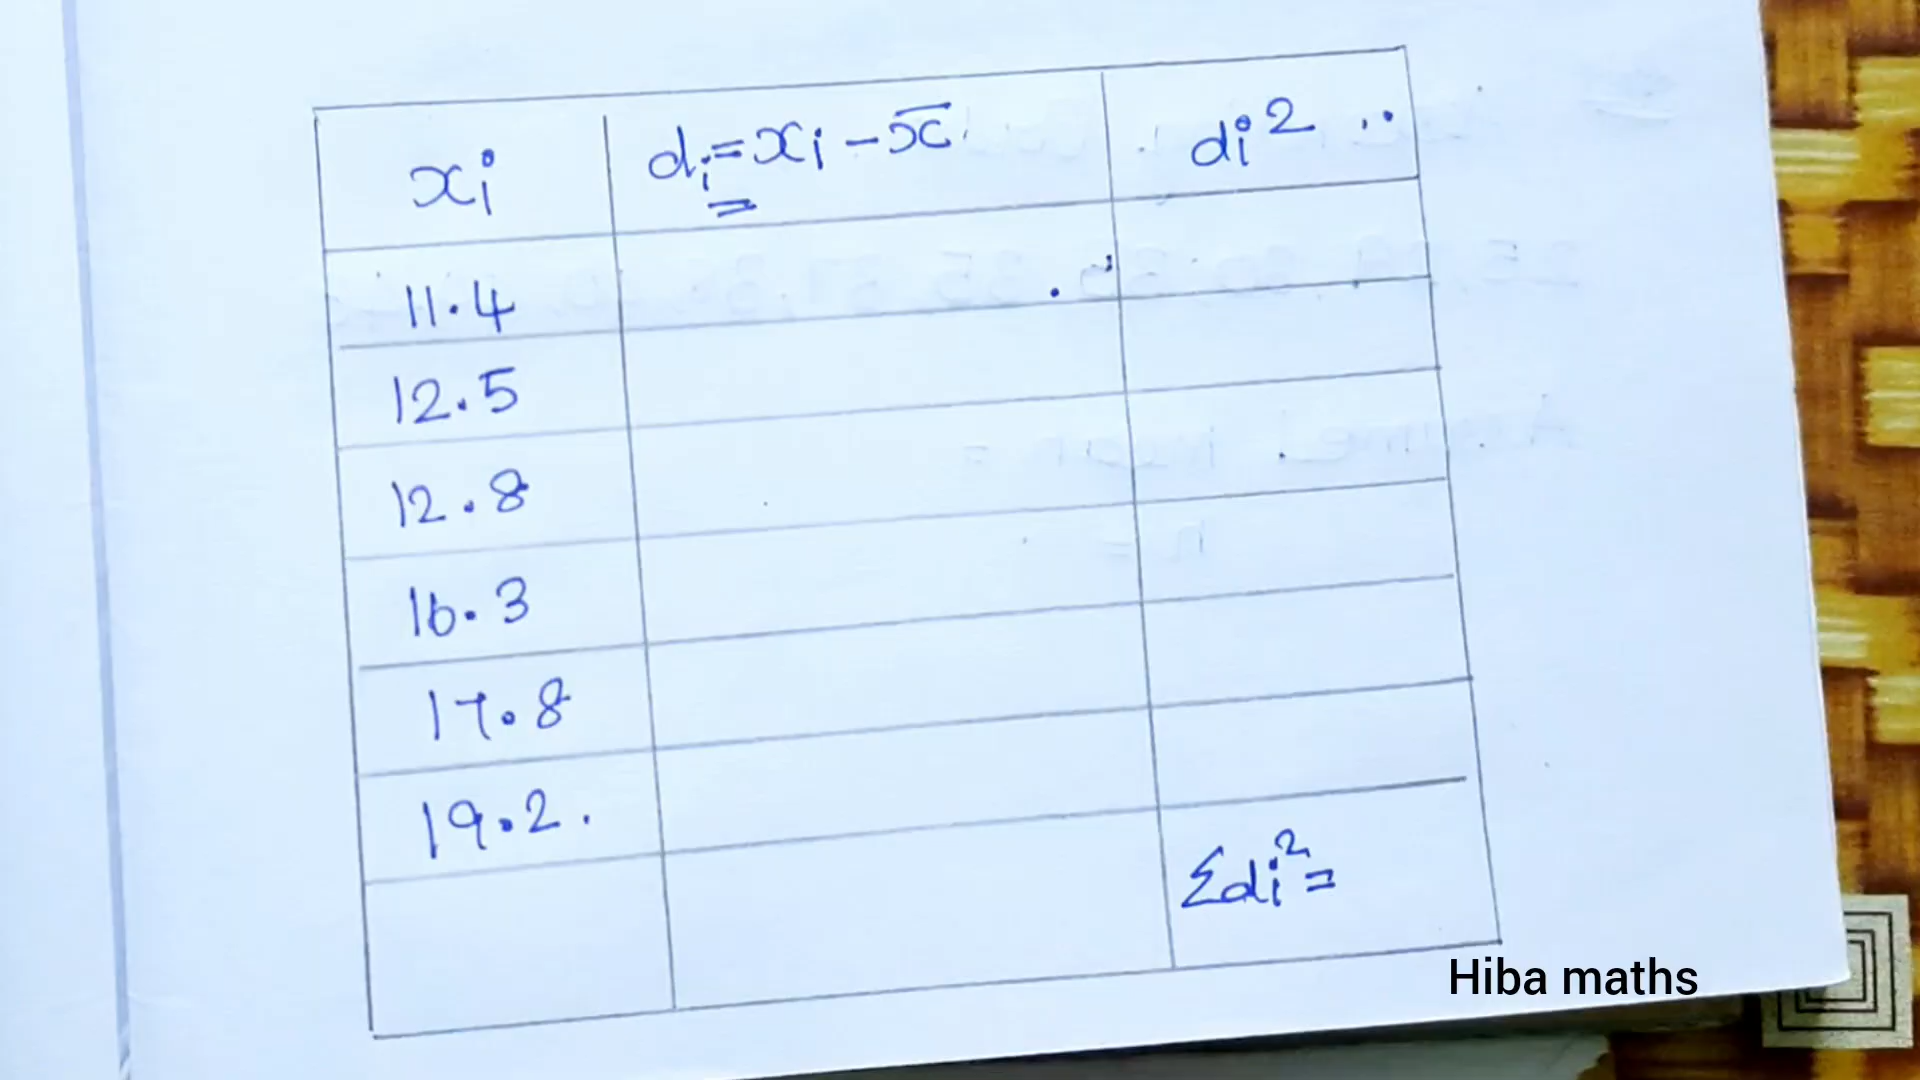 xi di = xi - x̄ di²
11.4
12.5
12.8
16.3
17.8
19.2.
Σdi² =
Hiba maths